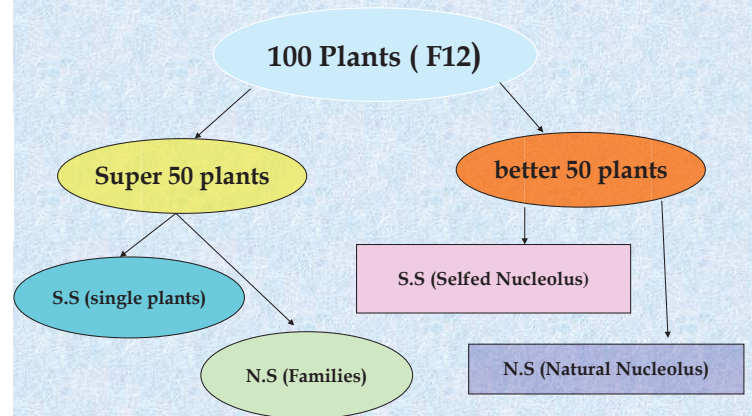 100 Plants ( F12)
Super 50 plants
better 50 plants
S.S (single plants)
S.S (Selfed Nucleolus)
N.S (Families)
N.S (Natural Nucleolus)